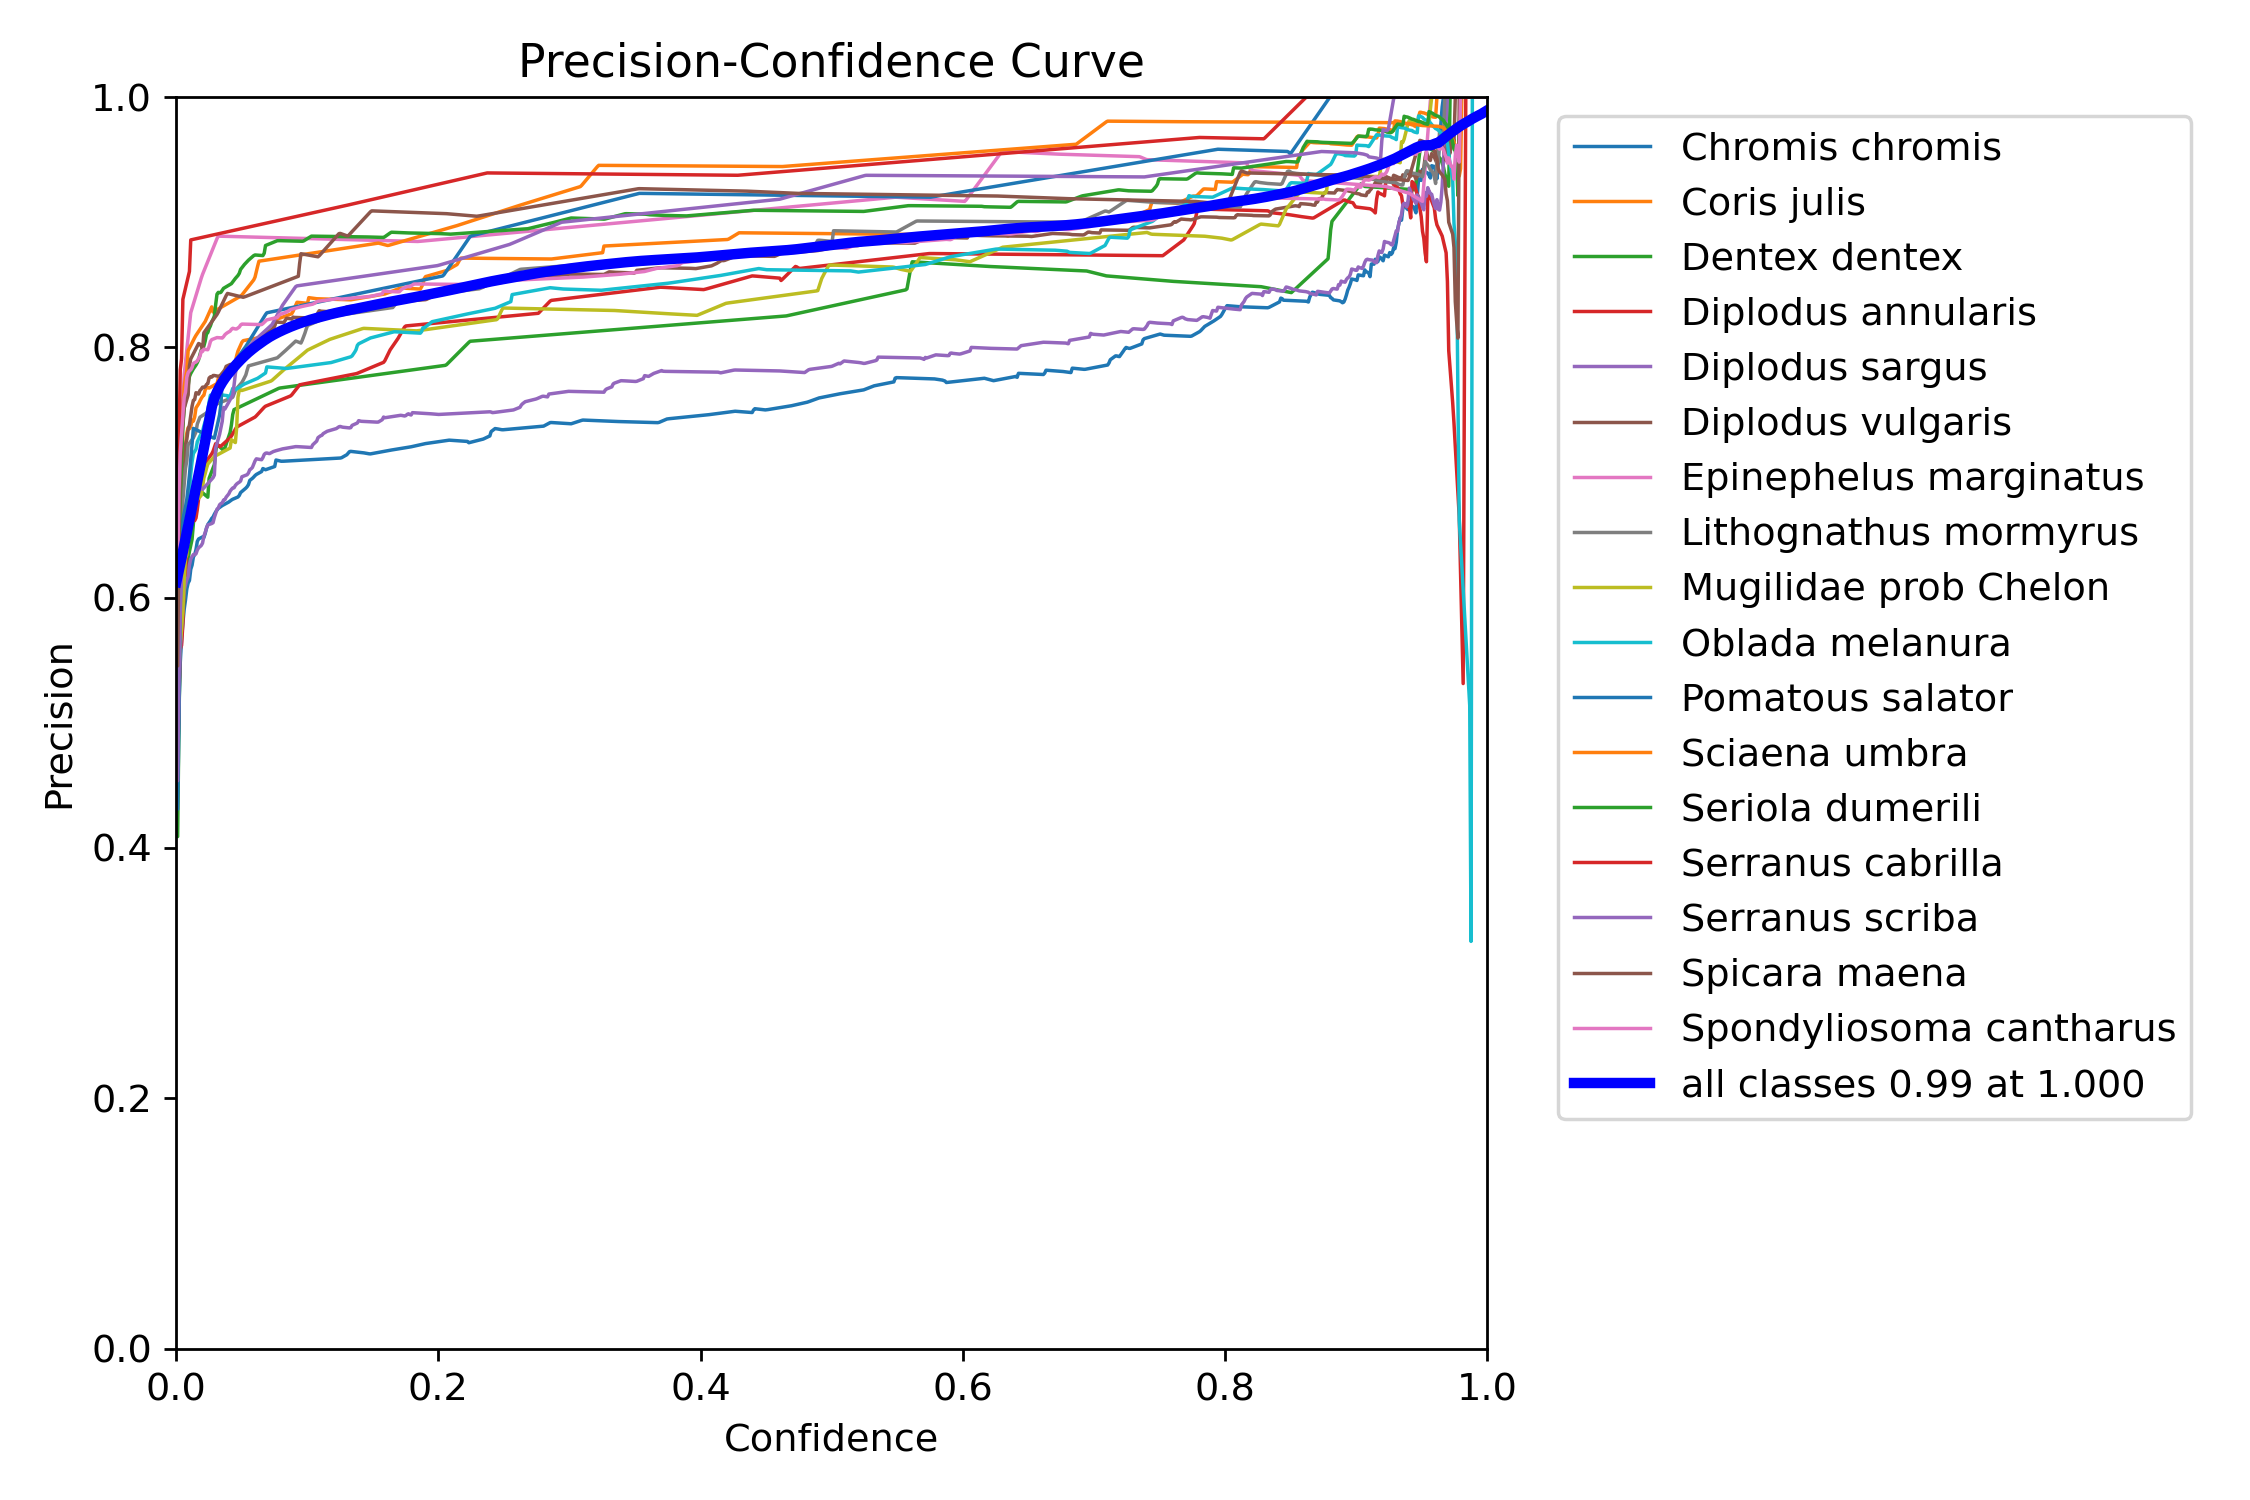 Precision-Confidence Curve
1.0
0.8
0.6
0.4
0.2
0.0
Precision
0.0 0.2 0.4 0.6 0.8 1.0
Confidence
Chromis chromis
Coris julis
Dentex dentex
Diplodus annularis
Diplodus sargus
Diplodus vulgaris
Epinephelus marginatus
Lithognathus mormyrus
Mugilidae prob Chelon
Oblada melanura
Pomatous salator
Sciaena umbra
Seriola dumerili
Serranus cabrilla
Serranus scriba
Spicara maena
Spondyliosoma cantharus
all classes 0.99 at 1.000